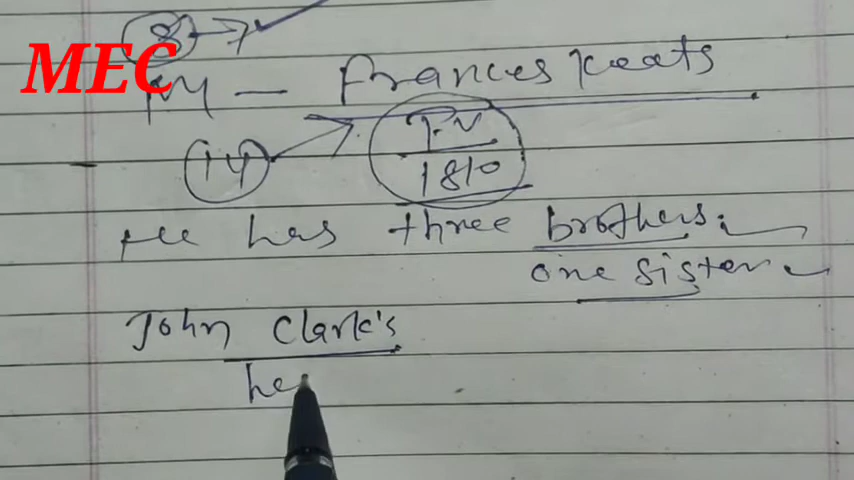 8 →
MEC
M — Frances Keats
14 → T.V
1810
He has three brothers.
one sister
John Clark's
he